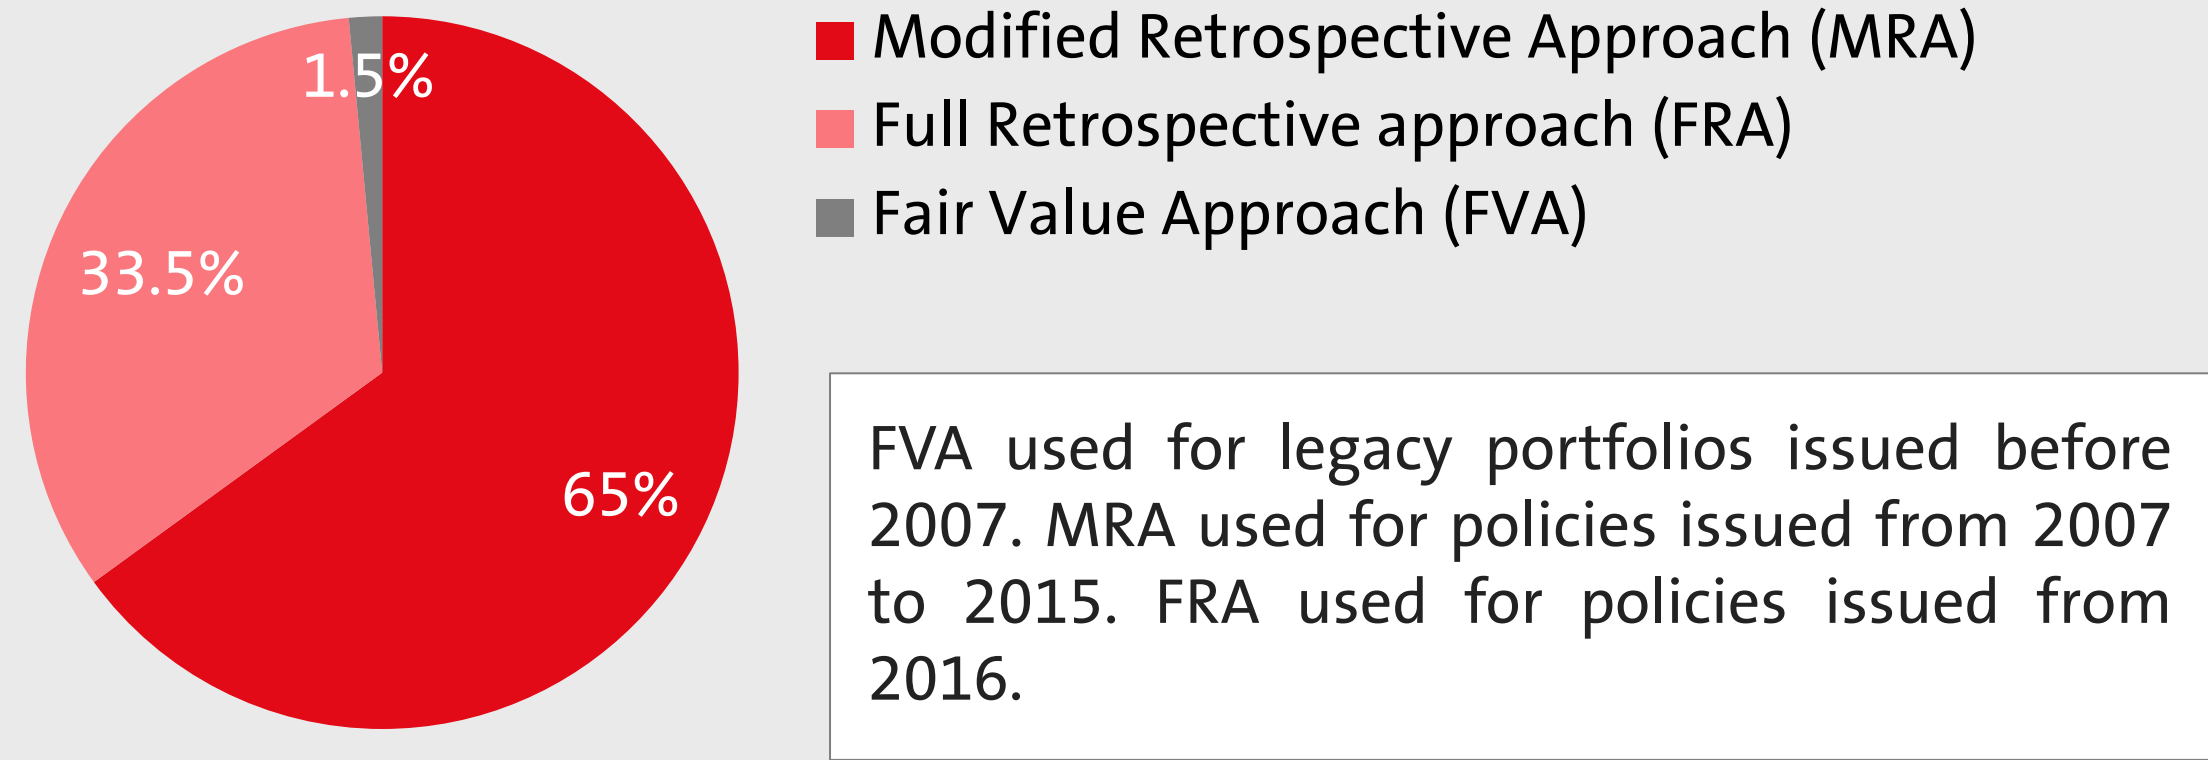 1.5%
33.5%
65%
Modified Retrospective Approach (MRA)
Full Retrospective approach (FRA)
Fair Value Approach (FVA)
FVA used for legacy portfolios issued before
2007. MRA used for policies issued from 2007
to 2015. FRA used for policies issued from
2016.